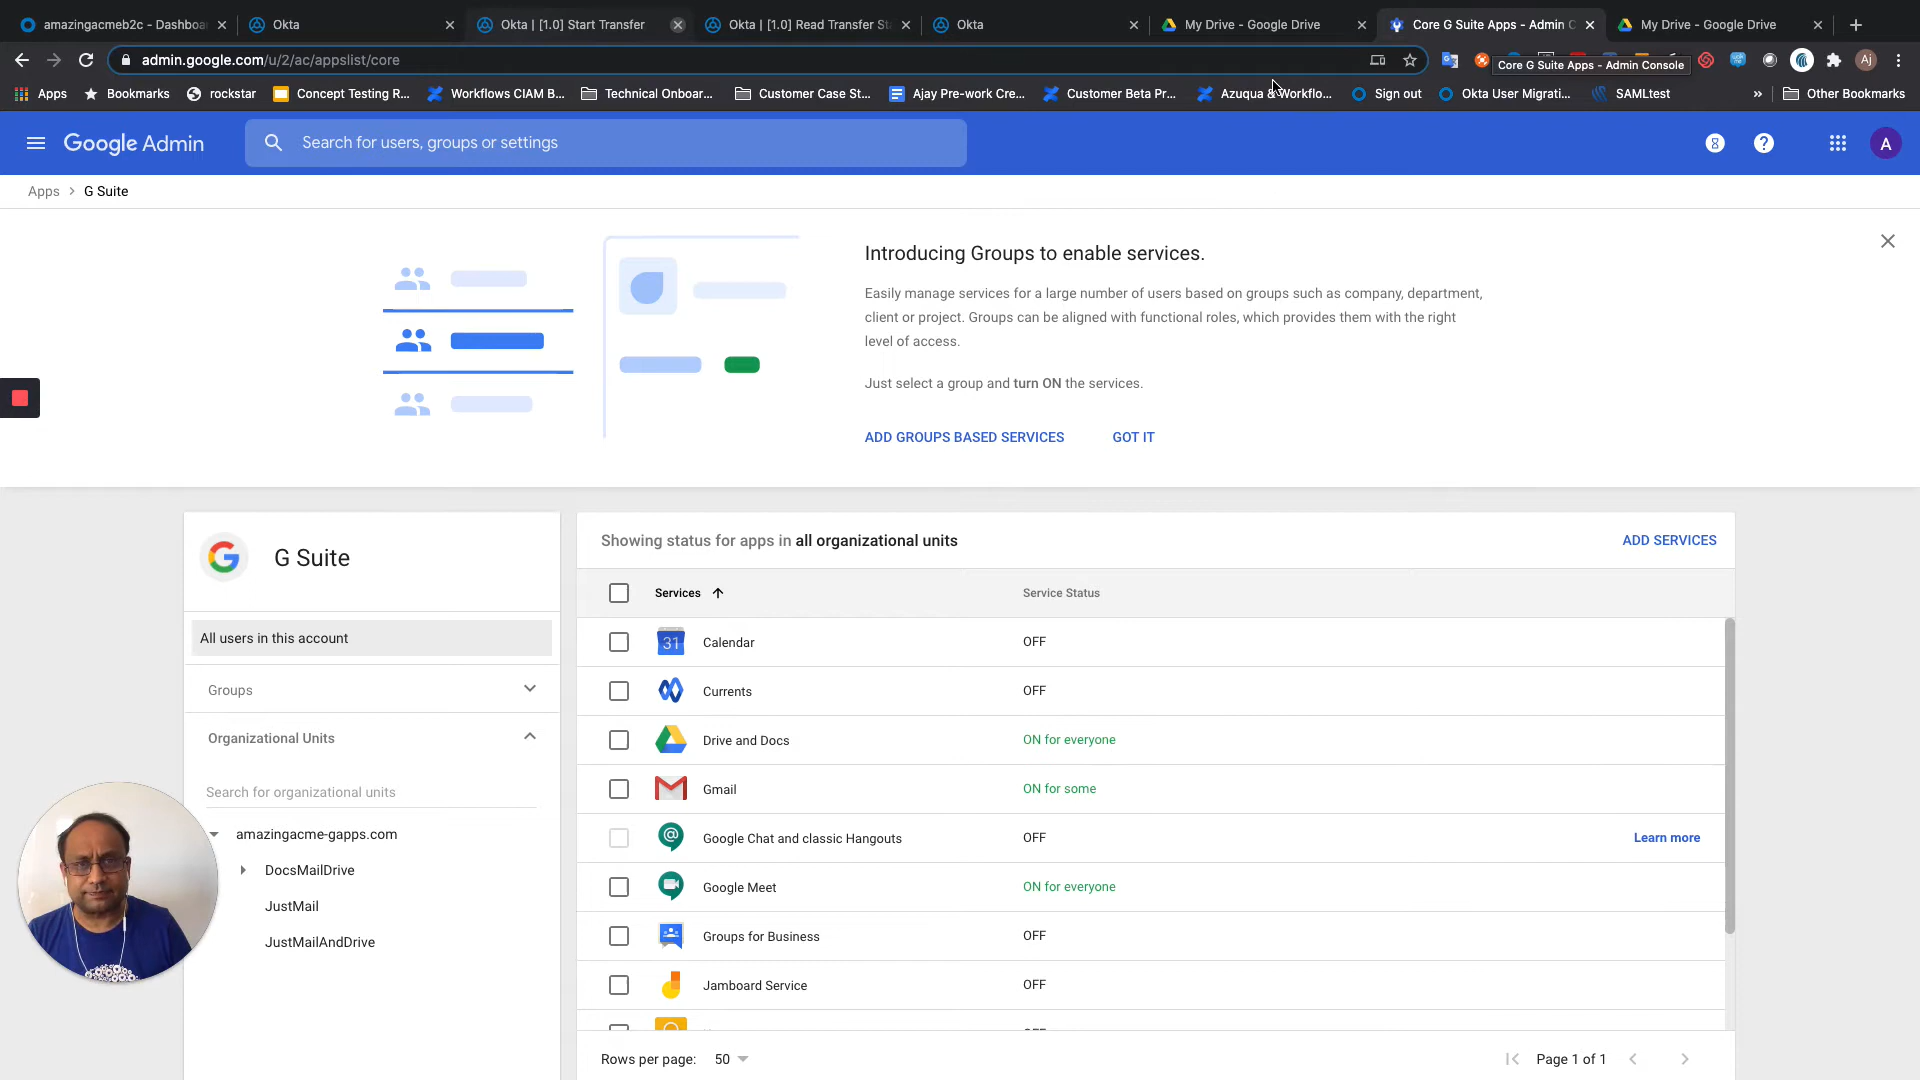 amazingacmeb2c - Dashboa
Okta
Okta | [1.0] Start Transfer
Okta | [1.0] Read Transfer St
Okta
My Drive - Google Drive
Core G Suite Apps - Admin C
My Drive - Google Drive
admin.google.com/u/2/ac/appslist/core
Core G Suite Apps - Admin Console
Aj
Apps
Bookmarks
rockstar
Concept Testing R...
Workflows CIAM B...
Technical Onboar...
Customer Case St...
Ajay Pre-work Cre...
Customer Beta Pr...
Azuqua & Workflo...
Sign out
Okta User Migrati...
SAMLtest
Other Bookmarks
Google Admin
Search for users, groups or settings
A
Apps > G Suite
Introducing Groups to enable services.
Easily manage services for a large number of users based on groups such as company, department,
client or project. Groups can be aligned with functional roles, which provides them with the right
level of access.
Just select a group and turn ON the services.
ADD GROUPS BASED SERVICES
GOT IT
G Suite
All users in this account
Groups
Organizational Units
Search for organizational units
amazingacme-gapps.com
DocsMailDrive
JustMail
JustMailAndDrive
Showing status for apps in all organizational units
ADD SERVICES
Services
Service Status
31
Calendar
OFF
Currents
OFF
Drive and Docs
ON for everyone
Gmail
ON for some
Google Chat and classic Hangouts
OFF
Learn more
Google Meet
ON for everyone
Groups for Business
OFF
Jamboard Service
OFF
Rows per page: 50
Page 1 of 1